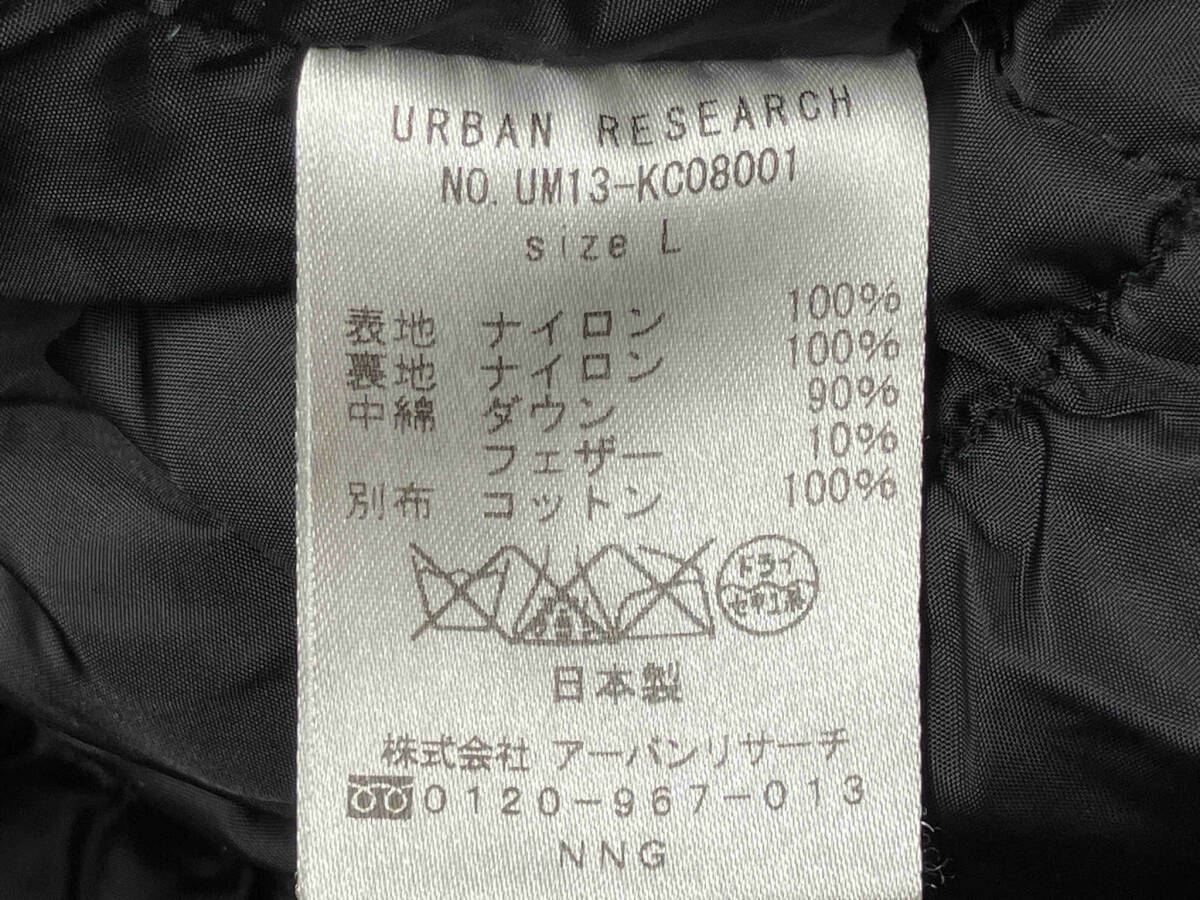 URBAN RESEARCH
NO. UM13-KC08001
size L
表地 ナイロン 100%
裏地 ナイロン 100%
中綿 ダウン 90%
フェザー 10%
別布 コットン 100%
ドライ
日本製
株式会社 アーバンリサーチ
0120-967-013
NNG